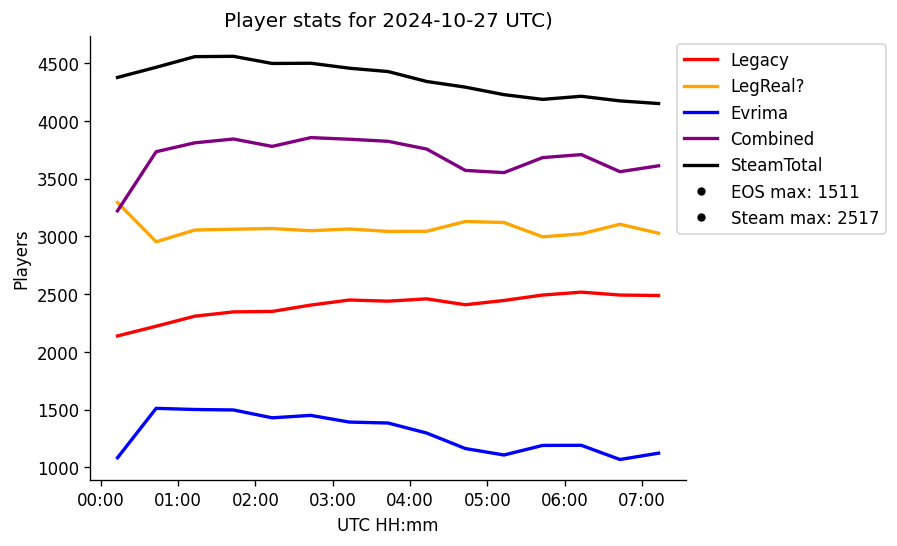 Player stats for 2024-10-27 UTC)
Players
4500
4000
3500
3000
2500
2000
1500
1000
00:00 01:00 02:00 03:00 04:00 05:00 06:00 07:00
UTC HH:mm
Legacy
LegReal?
Evrima
Combined
SteamTotal
EOS max: 1511
Steam max: 2517